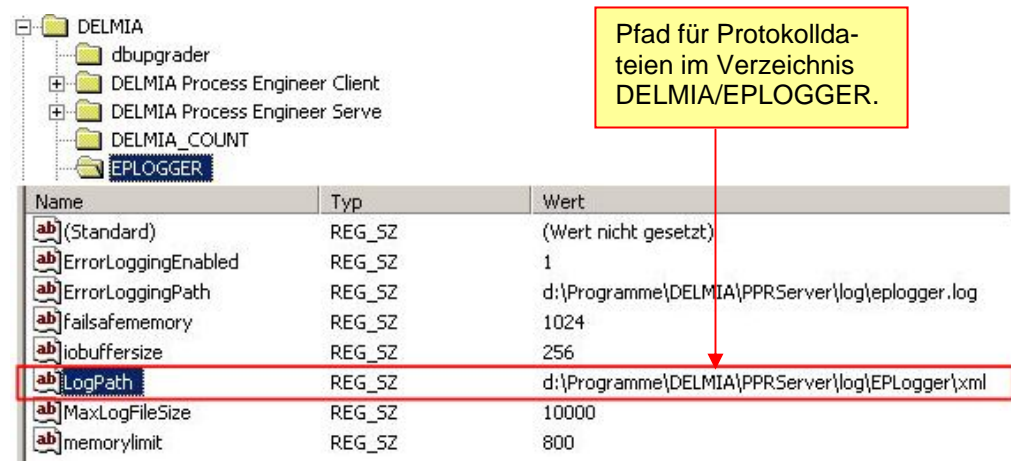 DELMIA
dbupgrader
DELMIA Process Engineer Client
DELMIA Process Engineer Serve
DELMIA_COUNT
EPLOGGER
Pfad für Protokollda-
teien im Verzeichnis
DELMIA/EPLOGGER.
Name Typ Wert
(Standard) REG_SZ (Wert nicht gesetzt)
ErrorLoggingEnabled REG_SZ 1
ErrorLoggingPath REG_SZ d:\Programme\DELMIA\PPRServer\log\eplogger.log
failsafememory REG_SZ 1024
iobuffersize REG_SZ 256
LogPath REG_SZ d:\Programme\DELMIA\PPRServer\log\EPLogger\xml
MaxLogFileSize REG_SZ 10000
memorylimit REG_SZ 800